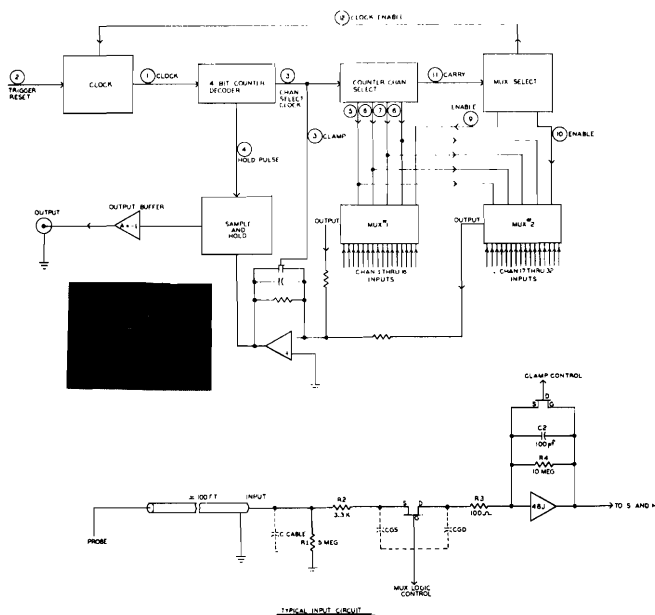 12 CLOCK ENABLE
2
TRIGGER
RESET
CLOCK
1 CLOCK
4 BIT COUNTER
DECODER
3
CHAN
SELECT
CLOCK
COUNTER CHAN
SELECT
11 CARRY
MUX SELECT
3 CLAMP
5 6 7 8
ENABLE
9
10 ENABLE
4
HOLD PULSE
OUTPUT
OUTPUT BUFFER
SAMPLE
AND
HOLD
OUTPUT
MUX #1
OUTPUT
MUX #2
CHAN 1 THRU 16
INPUTS
CHAN 17 THRU 32
INPUTS
+
CLAMP CONTROL
S D
G
C2
100 pf
R4
10 MEG
≈ 100 FT
INPUT
R2
3.3 K
S D
G
R3
100 Ω
48J
TO S AND H
PROBE
C CABLE
R1 5 MEG
CGS
CGD
MUX LOGIC
CONTROL
TYPICAL INPUT CIRCUIT